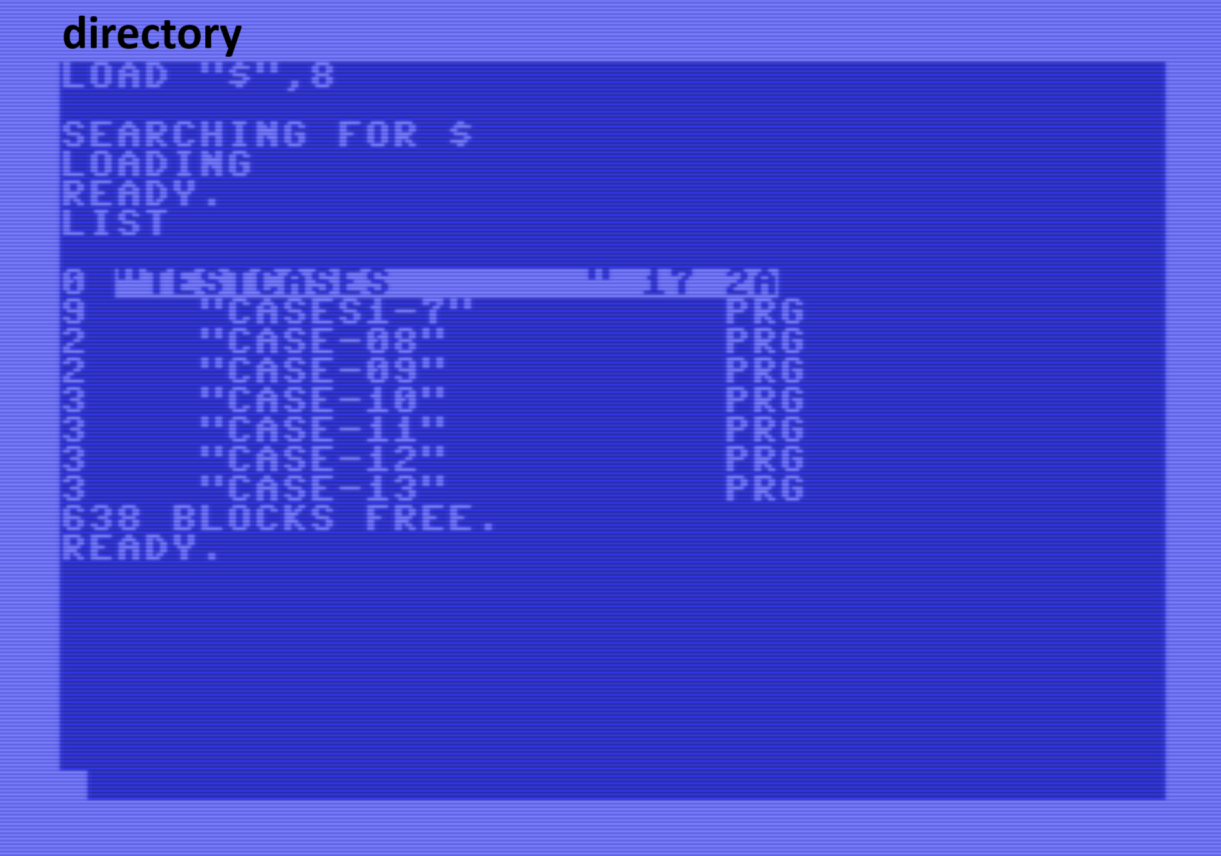 directory
LOAD "$",8
SEARCHING FOR $
LOADING
READY.
LIST
0 "TESTCASES       " 17 2A
9    "CASES1-7"         PRG
2    "CASE-08"          PRG
2    "CASE-09"          PRG
3    "CASE-10"          PRG
3    "CASE-11"          PRG
3    "CASE-12"          PRG
3    "CASE-13"          PRG
638 BLOCKS FREE.
READY.